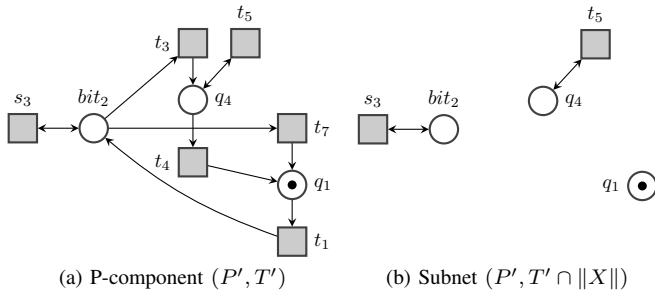 t₃ t₅
s₃ bit₂ q₄ t₇
t₄ q₁
t₁
(a) P-component (P′, T′)
t₅
s₃ bit₂ q₄
q₁
(b) Subnet (P′, T′ ∩ ‖X‖)